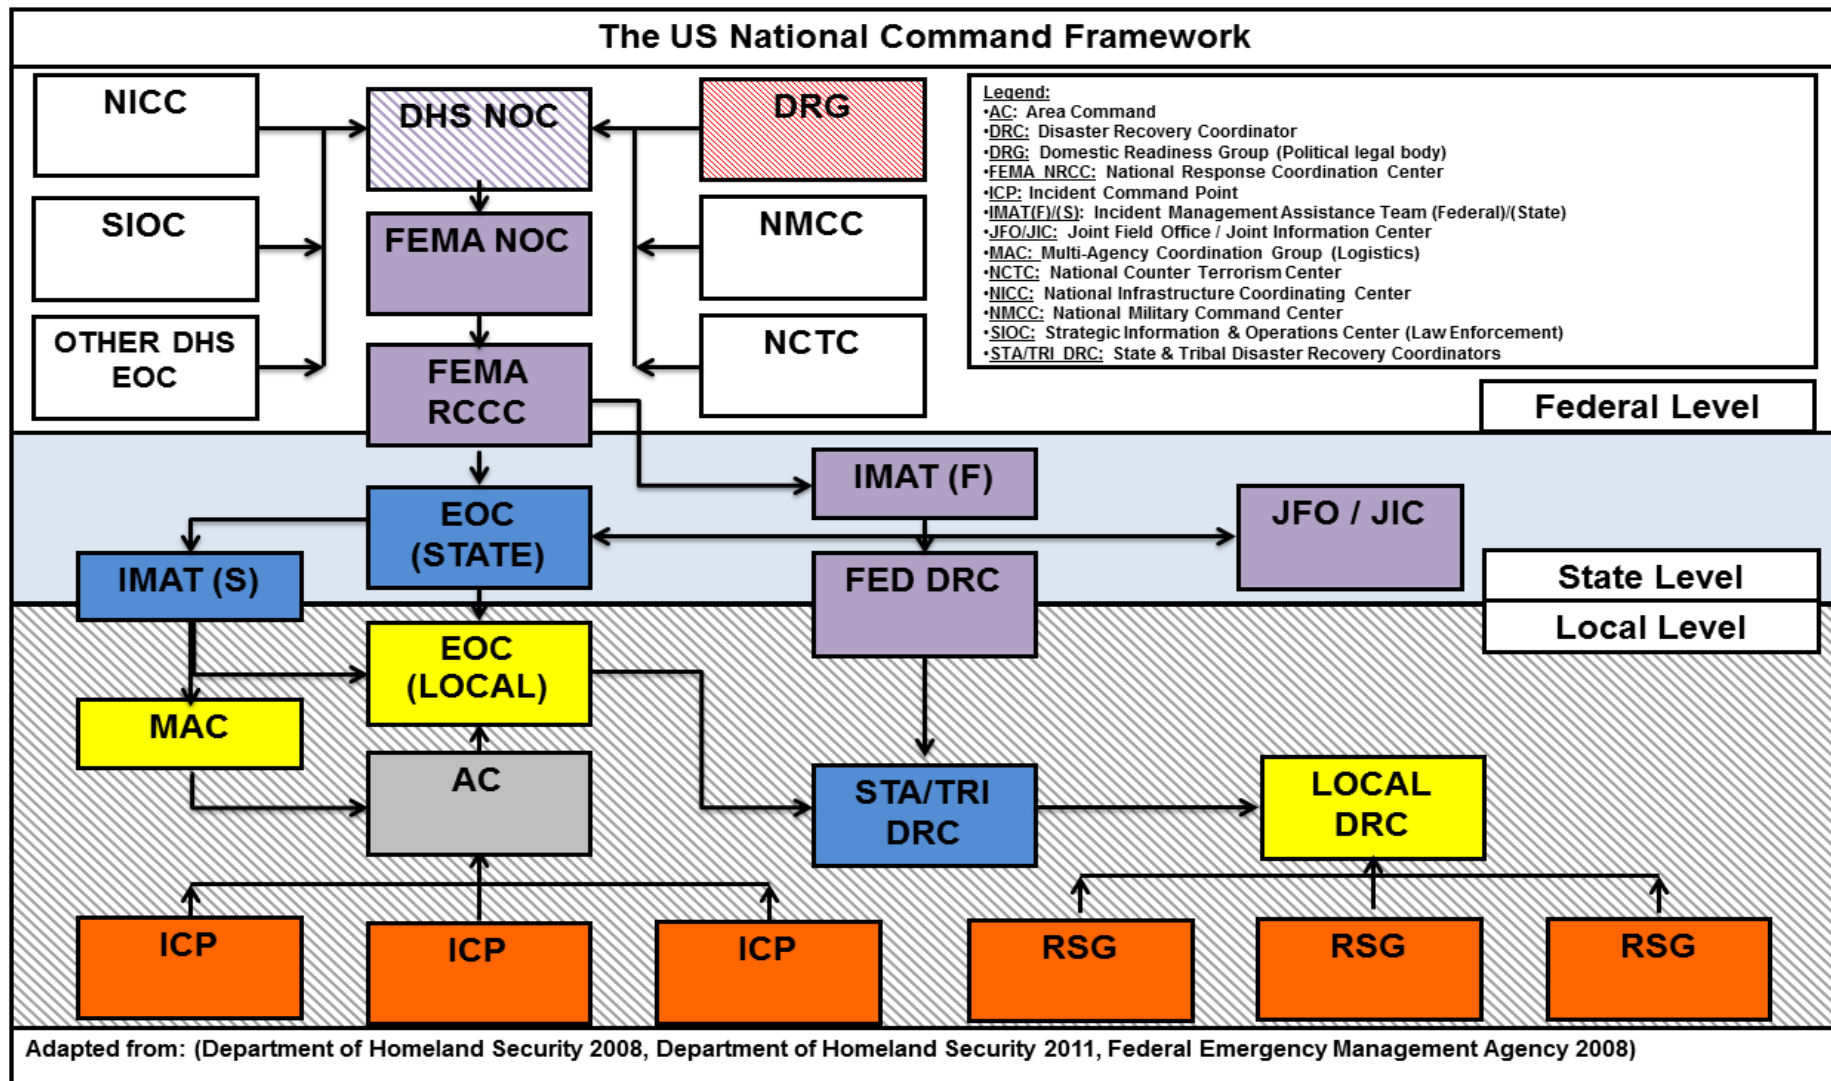 The US National Command Framework
NICC
DHS NOC
DRG
SIOC
FEMA NOC
NMCC
OTHER DHS
EOC
FEMA
RCCC
NCTC
Legend:
•AC: Area Command
•DRC: Disaster Recovery Coordinator
•DRG: Domestic Readiness Group (Political legal body)
•FEMA NRCC: National Response Coordination Center
•ICP: Incident Command Point
•IMAT(F)/(S): Incident Management Assistance Team (Federal)/(State)
•JFO/JIC: Joint Field Office / Joint Information Center
•MAC: Multi-Agency Coordination Group (Logistics)
•NCTC: National Counter Terrorism Center
•NICC: National Infrastructure Coordinating Center
•NMCC: National Military Command Center
•SIOC: Strategic Information & Operations Center (Law Enforcement)
•STA/TRI DRC: State & Tribal Disaster Recovery Coordinators
Federal Level
IMAT (F)
EOC
(STATE)
JFO / JIC
IMAT (S)
FED DRC
State Level
Local Level
EOC
(LOCAL)
MAC
AC
STA/TRI
DRC
LOCAL
DRC
ICP
ICP
ICP
RSG
RSG
RSG
Adapted from: (Department of Homeland Security 2008, Department of Homeland Security 2011, Federal Emergency Management Agency 2008)